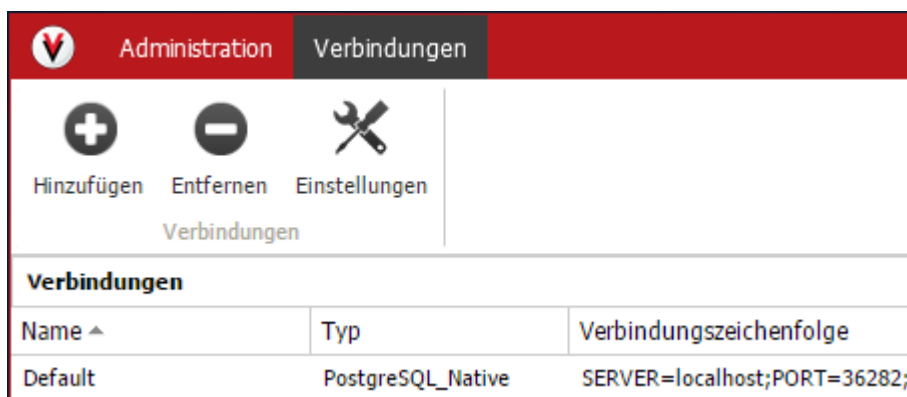 Administration Verbindungen
Hinzufügen Entfernen Einstellungen
Verbindungen
Verbindungen
Name Typ Verbindungszeichenfolge
Default PostgreSQL_Native SERVER=localhost;PORT=36282;